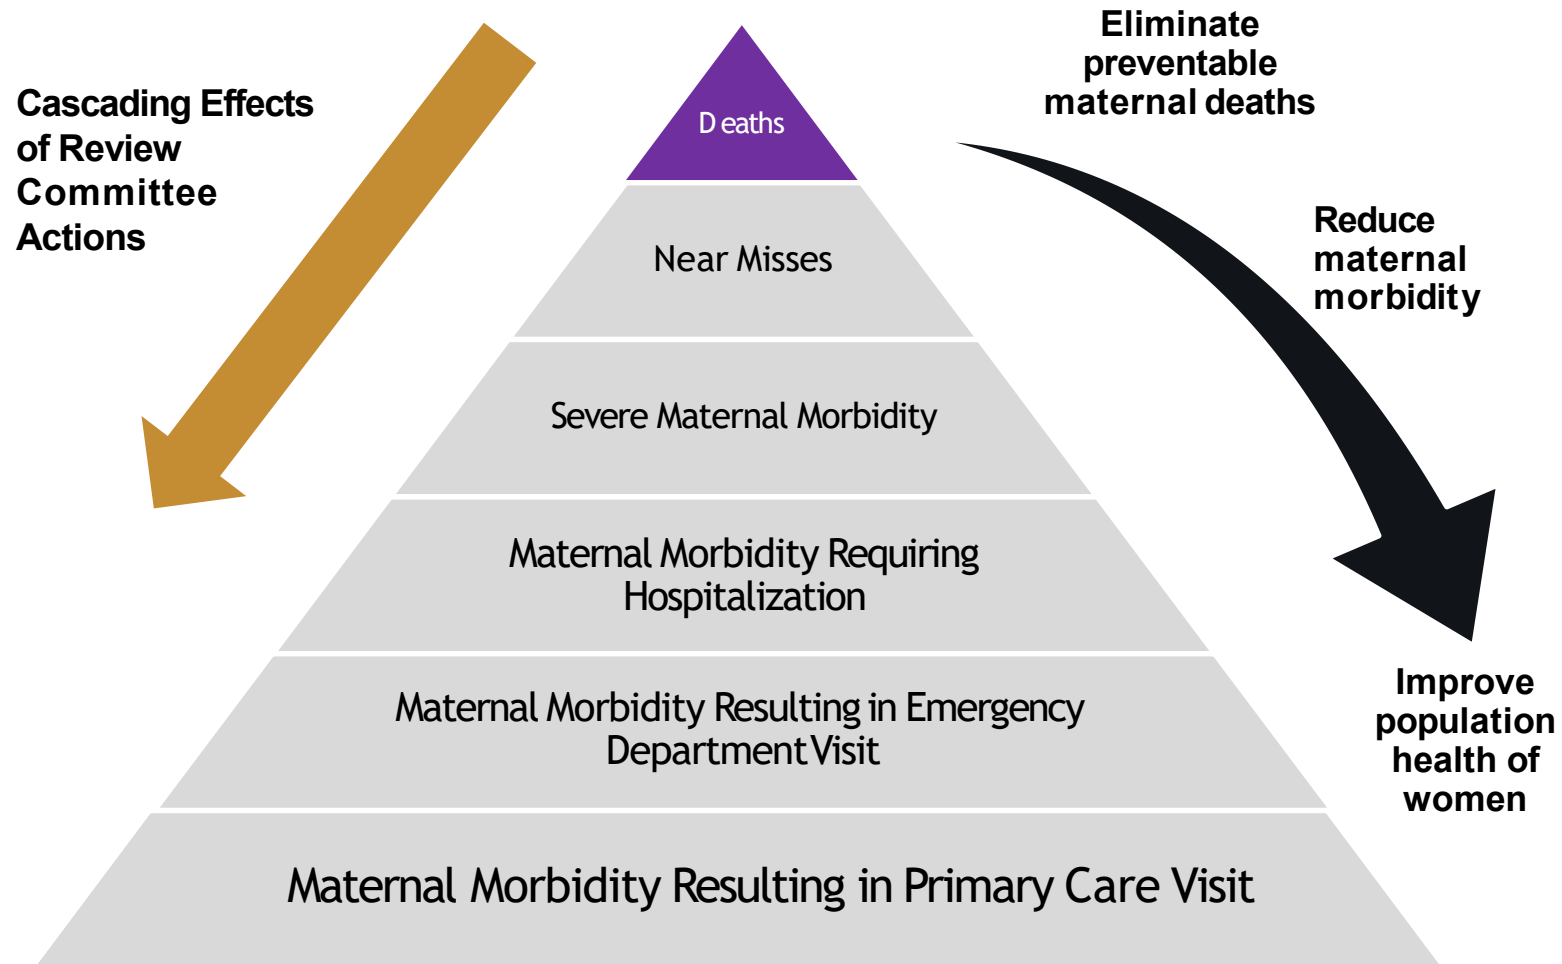 Eliminate
preventable
maternal deaths
Cascading Effects
of Review
Committee
Actions
Deaths
Reduce
maternal
morbidity
Near Misses
Severe Maternal Morbidity
Maternal Morbidity Requiring
Hospitalization
Maternal Morbidity Resulting in Emergency
Department Visit
Improve
population
health of
women
Maternal Morbidity Resulting in Primary Care Visit